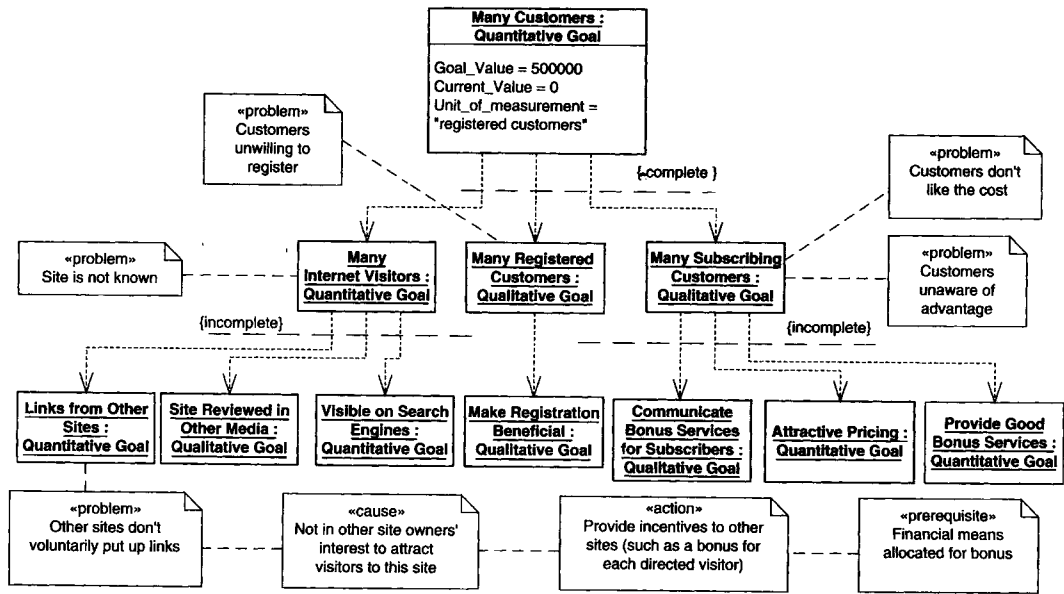 Many Customers :
Quantitative Goal
Goal_Value = 500000
Current_Value = 0
Unit_of_measurement =
"registered customers"
«problem»
Customers
unwilling to
register
{ complete }
«problem»
Customers don't
like the cost
«problem»
Site is not known
Many
Internet Visitors :
Quantitative Goal
Many Registered
Customers :
Qualitative Goal
Many Subscribing
Customers :
Qualitative Goal
«problem»
Customers
unaware of
advantage
{incomplete}
{incomplete}
Links from Other
Sites :
Quantitative Goal
Site Reviewed in
Other Media :
Qualitative Goal
Visible on Search
Engines :
Quantitative Goal
Make Registration
Beneficial :
Qualitative Goal
Communicate
Bonus Services
for Subscribers :
Qualitative Goal
Attractive Pricing :
Quantitative Goal
Provide Good
Bonus Services :
Quantitative Goal
«problem»
Other sites don't
voluntarily put up links
«cause»
Not in other site owners'
interest to attract
visitors to this site
«action»
Provide incentives to other
sites (such as a bonus for
each directed visitor)
«prerequisite»
Financial means
allocated for bonus